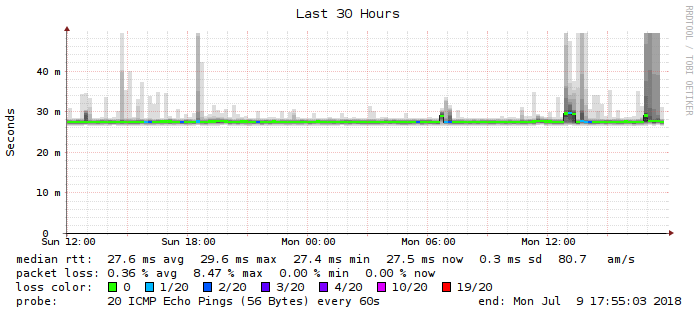 Last 30 Hours
RRDTOOL / TOBI OETIKER
Seconds
40 m
30 m
20 m
10 m
0
Sun 12:00 Sun 18:00 Mon 00:00 Mon 06:00 Mon 12:00
median rtt: 27.6 ms avg 29.6 ms max 27.4 ms min 27.5 ms now 0.3 ms sd 80.7 am/s
packet loss: 0.36 % avg 8.47 % max 0.00 % min 0.00 % now
loss color: 0 1/20 2/20 3/20 4/20 10/20 19/20
probe: 20 ICMP Echo Pings (56 Bytes) every 60s end: Mon Jul 9 17:55:03 2018